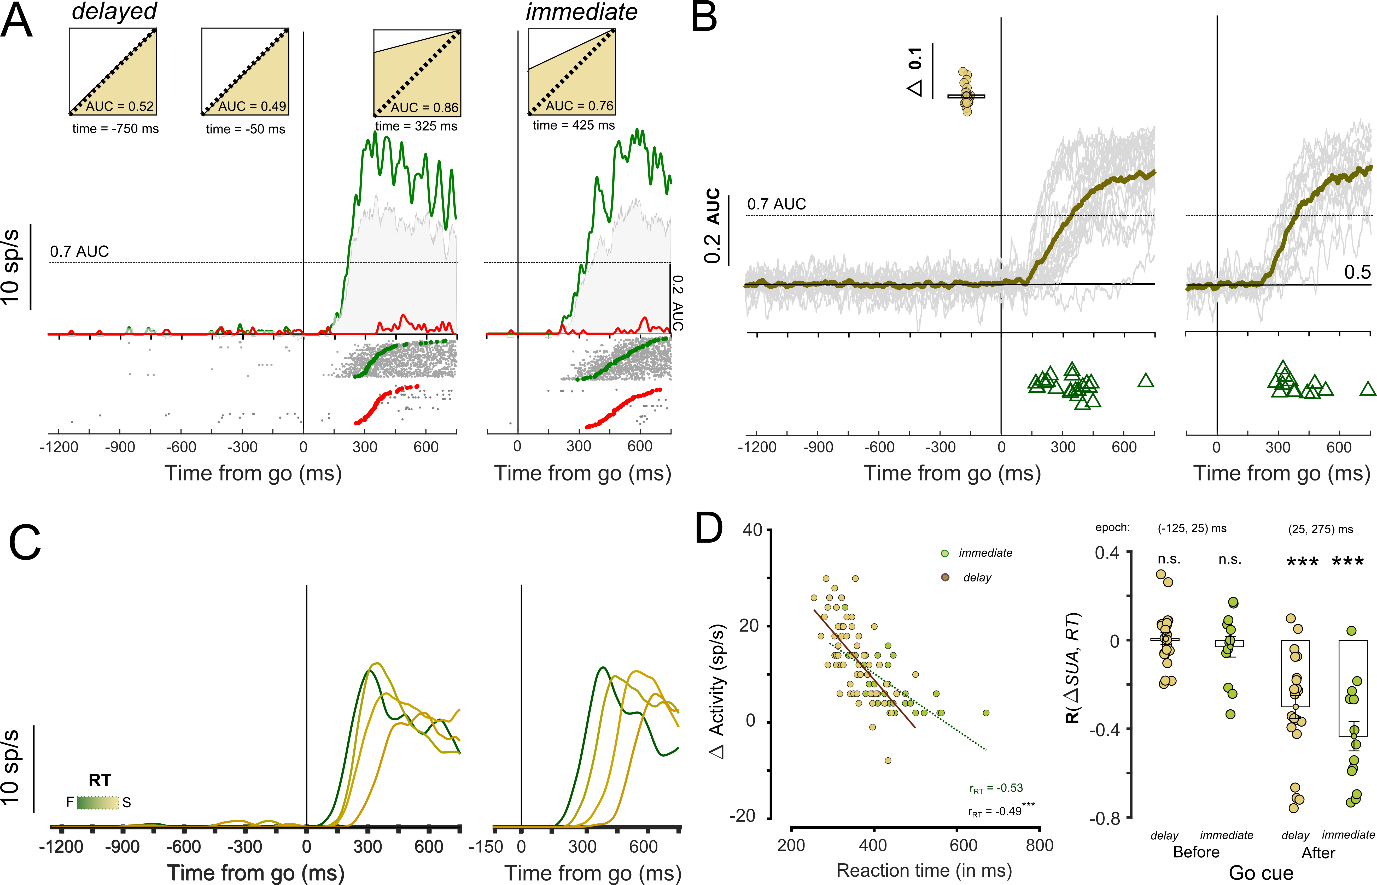 A
delayed
immediate
AUC = 0.52
AUC = 0.49
AUC = 0.86
AUC = 0.76
time = -750 ms
time = -50 ms
time = 325 ms
time = 425 ms
10 sp/s
0.7 AUC
0.2 AUC
-1200 -900 -600 -300 0 300 600
0 300 600
Time from go (ms)
Time from go (ms)
B
△ 0.1
0.2 AUC
0.7 AUC
0.5
-1200 -900 -600 -300 0 300 600
0 300 600
Time from go (ms)
Time from go (ms)
C
10 sp/s
RT
F S
-1200 -900 -600 -300 0 300 600
-150 0 300 600
Time from go (ms)
Time from go (ms)
D
△ Activity (sp/s)
40
20
0
-20
immediate
delay
rRT = -0.53
rRT = -0.49***
200 400 600 800
Reaction time (in ms)
epoch: (-125, 25) ms (25, 275) ms
R(△SUA, RT)
0.4
0
-0.4
-0.8
n.s. n.s. *** ***
delay immediate delay immediate
Before After
Go cue